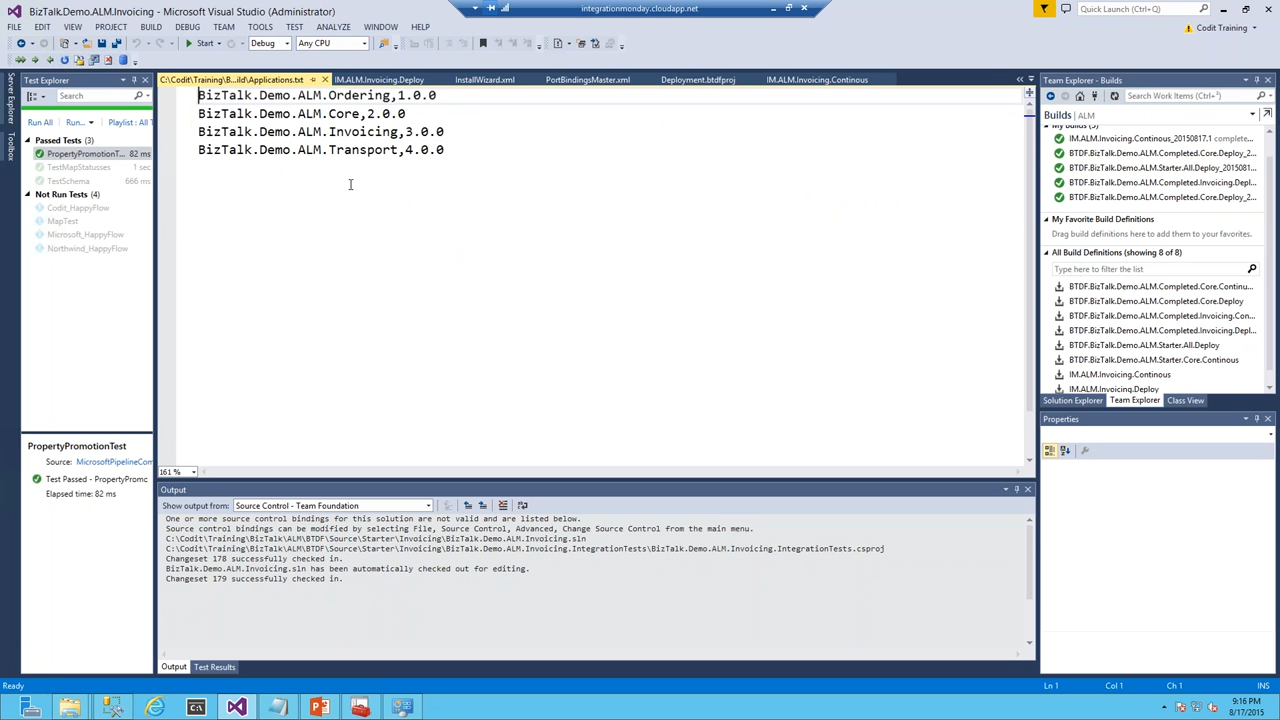 BizTalk.Demo.ALM.Invoicing - Microsoft Visual Studio (Administrator)
integrationmonday.cloudapp.net
Quick Launch (Ctrl+Q)
FILE EDIT VIEW PROJECT BUILD DEBUG TEAM TOOLS TEST ANALYZE WINDOW HELP
Codit Training
Start Debug Any CPU
Server Explorer
Toolbox
Test Explorer
Search
Run All Run... Playlist : All T
Passed Tests (3)
PropertyPromotionT... 82 ms
TestMapStatusses 1 sec
TestSchema 666 ms
Not Run Tests (4)
Codit_HappyFlow
MapTest
Microsoft_HappyFlow
Northwind_HappyFlow
PropertyPromotionTest
Source: MicrosoftPipelineCom
Test Passed - PropertyPromc
Elapsed time: 82 ms
C:\Codit\Training\B...ild\Applications.txt IM.ALM.Invoicing.Deploy InstallWizard.xml PortBindingsMaster.xml Deployment.btdfproj IM.ALM.Invoicing.Continous
BizTalk.Demo.ALM.Ordering,1.0.0
BizTalk.Demo.ALM.Core,2.0.0
BizTalk.Demo.ALM.Invoicing,3.0.0
BizTalk.Demo.ALM.Transport,4.0.0
161 %
Output
Show output from: Source Control - Team Foundation
One or more source control bindings for this solution are not valid and are listed below.
Source control bindings can be modified by selecting File, Source Control, Advanced, Change Source Control from the main menu.
C:\Codit\Training\BizTalk\ALM\BTDF\Source\Starter\Invoicing\BizTalk.Demo.ALM.Invoicing.sln
C:\Codit\Training\BizTalk\ALM\BTDF\Source\Starter\Invoicing\BizTalk.Demo.ALM.Invoicing.IntegrationTests\BizTalk.Demo.ALM.Invoicing.IntegrationTests.csproj
Changeset 178 successfully checked in.
BizTalk.Demo.ALM.Invoicing.sln has been automatically checked out for editing.
Changeset 179 successfully checked in.
Output Test Results
Team Explorer - Builds
Search Work Items (Ctrl+')
Builds | ALM
IM.ALM.Invoicing.Continous_20150817.1 complete...
BTDF.BizTalk.Demo.ALM.Completed.Core.Deploy_2...
BTDF.BizTalk.Demo.ALM.Starter.All.Deploy_201508 1...
BTDF.BizTalk.Demo.ALM.Completed.Invoicing.Depl...
BTDF.BizTalk.Demo.ALM.Completed.Core.Deploy_2...
My Favorite Build Definitions
Drag build definitions here to add them to your favorites.
All Build Definitions (showing 8 of 8)
Type here to filter the list
BTDF.BizTalk.Demo.ALM.Completed.Core.Continu...
BTDF.BizTalk.Demo.ALM.Completed.Core.Deploy
BTDF.BizTalk.Demo.ALM.Completed.Invoicing.Con...
BTDF.BizTalk.Demo.ALM.Completed.Invoicing.Depl...
BTDF.BizTalk.Demo.ALM.Starter.All.Deploy
BTDF.BizTalk.Demo.ALM.Starter.Core.Continous
IM.ALM.Invoicing.Continous
IM.ALM.Invoicing.Deploy
Solution Explorer Team Explorer Class View
Properties
Ready
Ln 1 Col 1 Ch 1 INS
9:16 PM
8/17/2015